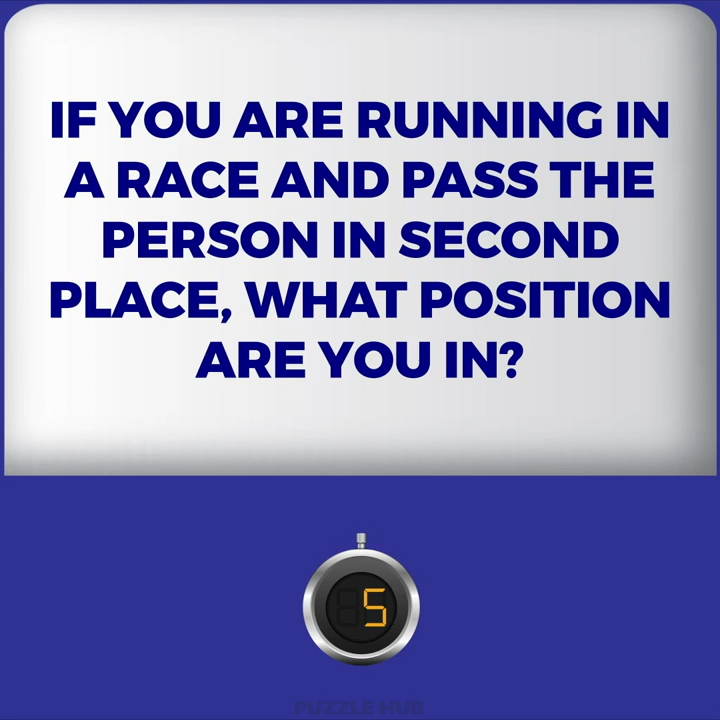 IF YOU ARE RUNNING IN
A RACE AND PASS THE
PERSON IN SECOND
PLACE, WHAT POSITION
ARE YOU IN?
5
PUZZLE HUB